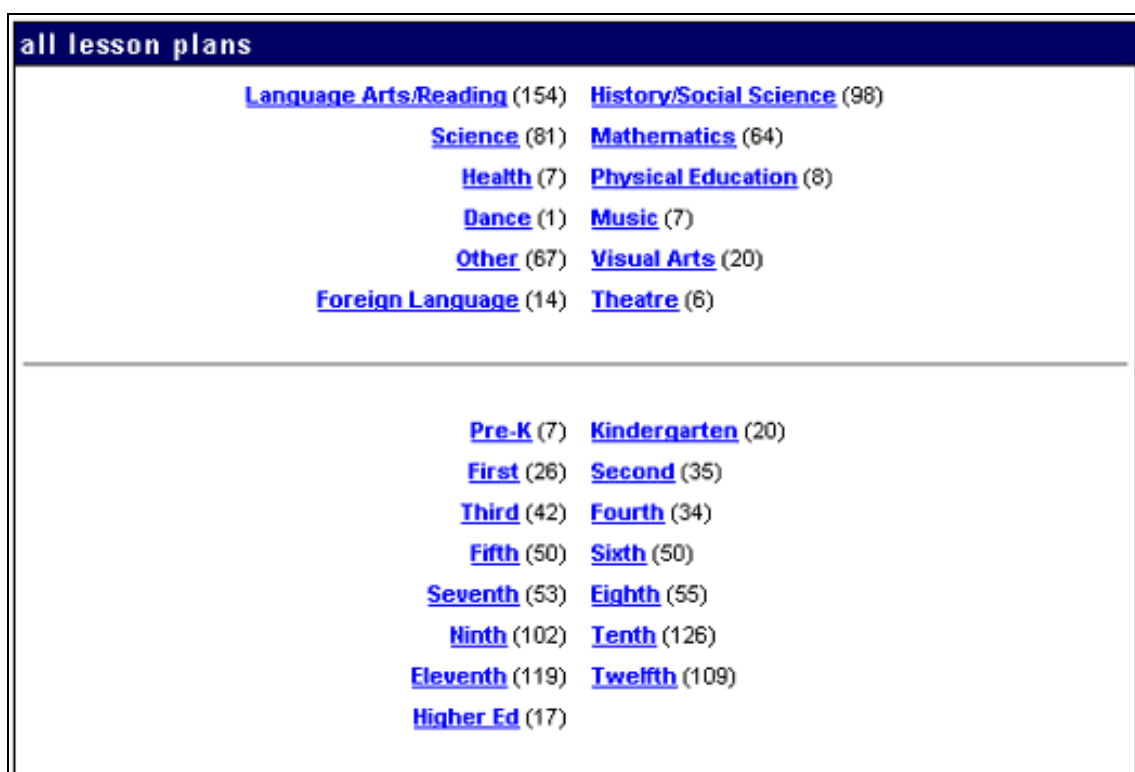 all lesson plans
Language Arts/Reading (154) History/Social Science (98)
Science (81) Mathematics (64)
Health (7) Physical Education (8)
Dance (1) Music (7)
Other (67) Visual Arts (20)
Foreign Language (14) Theatre (6)
Pre-K (7) Kindergarten (20)
First (26) Second (35)
Third (42) Fourth (34)
Fifth (50) Sixth (50)
Seventh (53) Eighth (55)
Ninth (102) Tenth (126)
Eleventh (119) Twelfth (109)
Higher Ed (17)